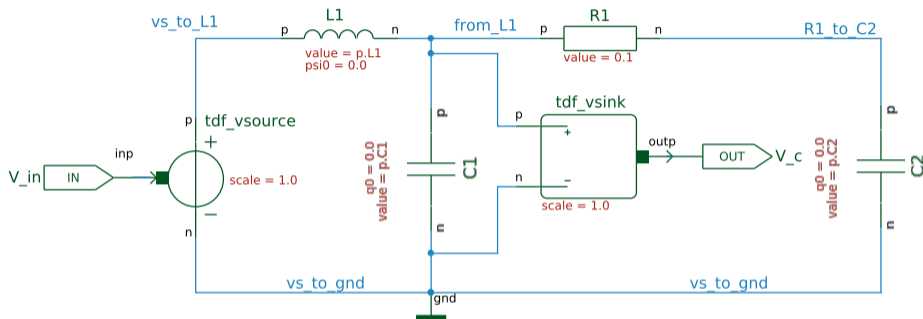 vs_to_L1
L1
p
n
value = p.L1
psi0 = 0.0
from_L1
R1
p
n
value = 0.1
R1_to_C2
V_in
IN
inp
p
tdf_vsource
+
scale = 1.0
−
n
p
q0 = 0.0
value = p.C1
C1
n
tdf_vsink
p
+
n
−
scale = 1.0
outp
OUT
V_c
p
q0 = 0.0
value = p.C2
C2
n
vs_to_gnd
gnd
vs_to_gnd